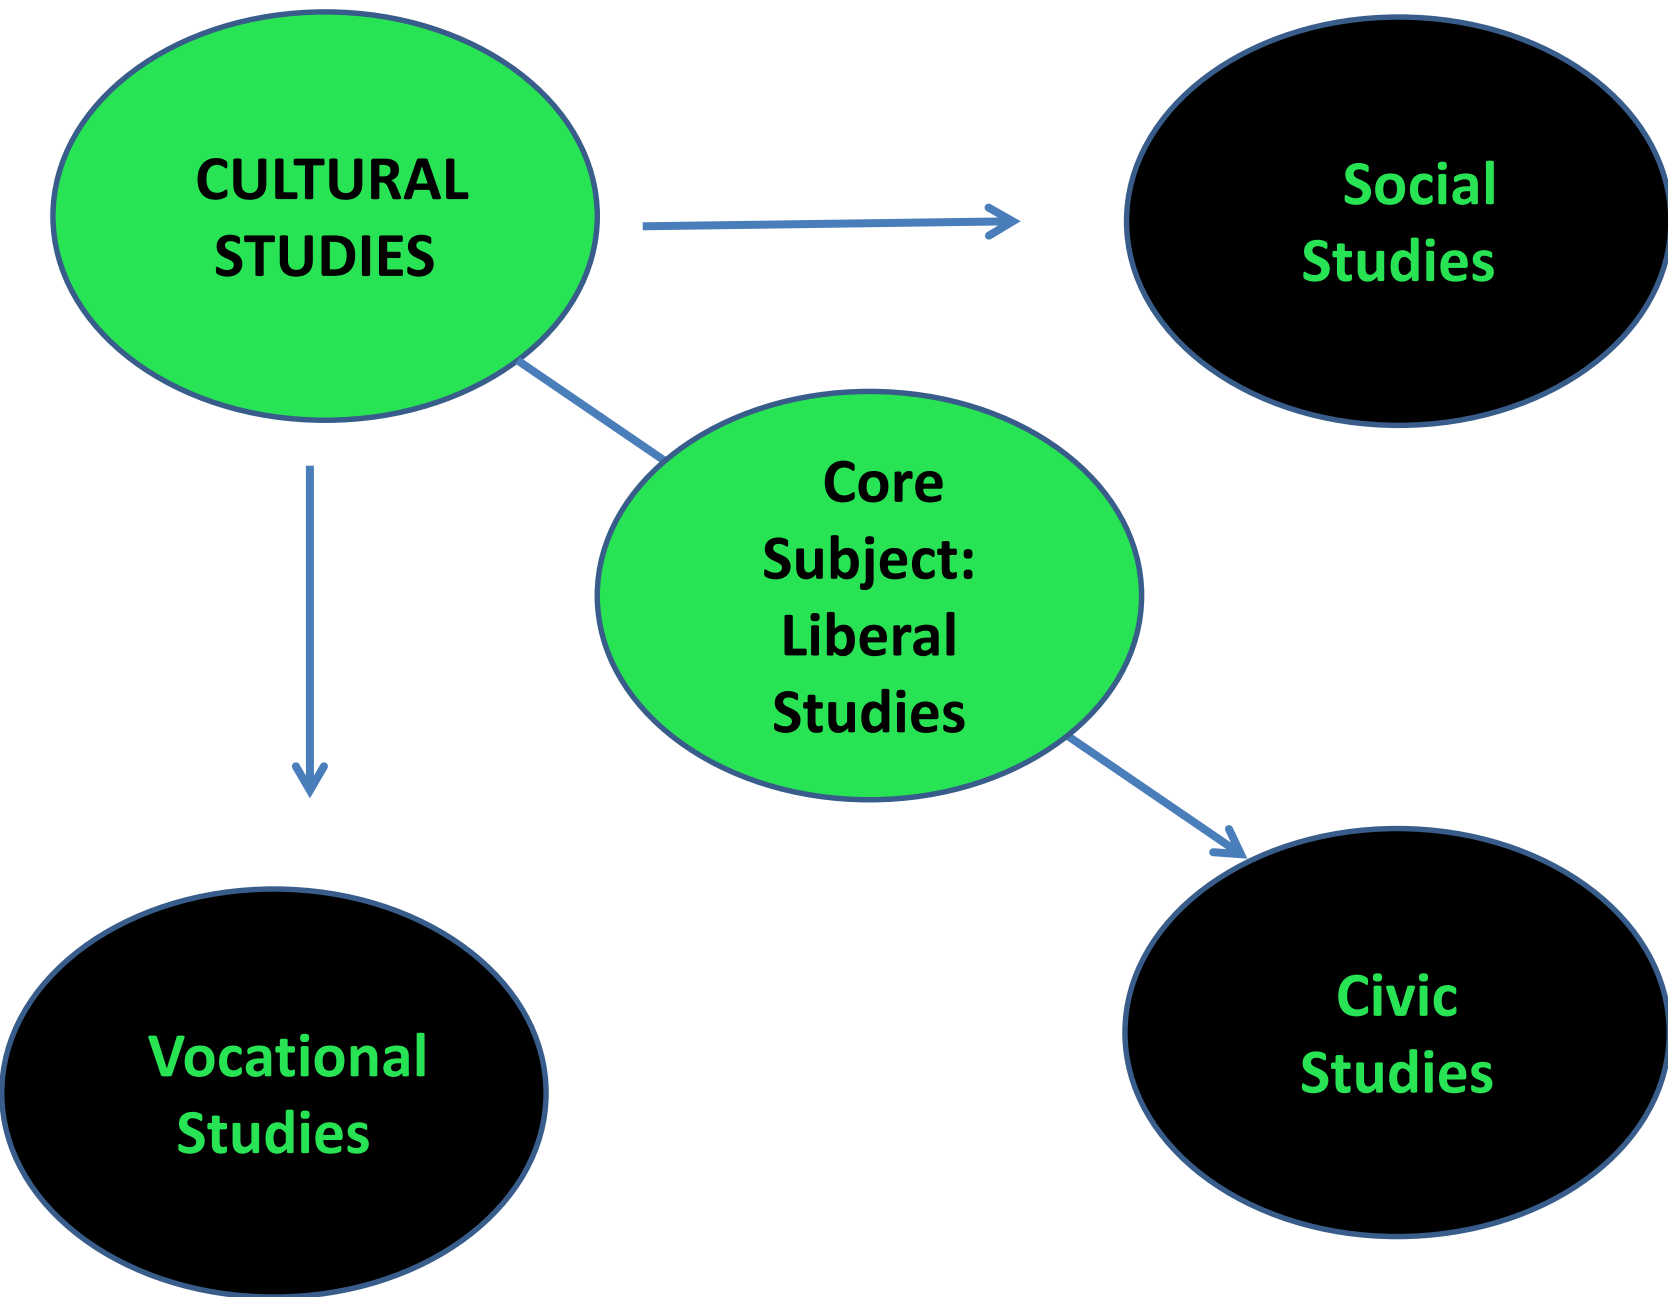 CULTURAL
STUDIES
Social
Studies
Core
Subject:
Liberal
Studies
Vocational
Studies
Civic
Studies